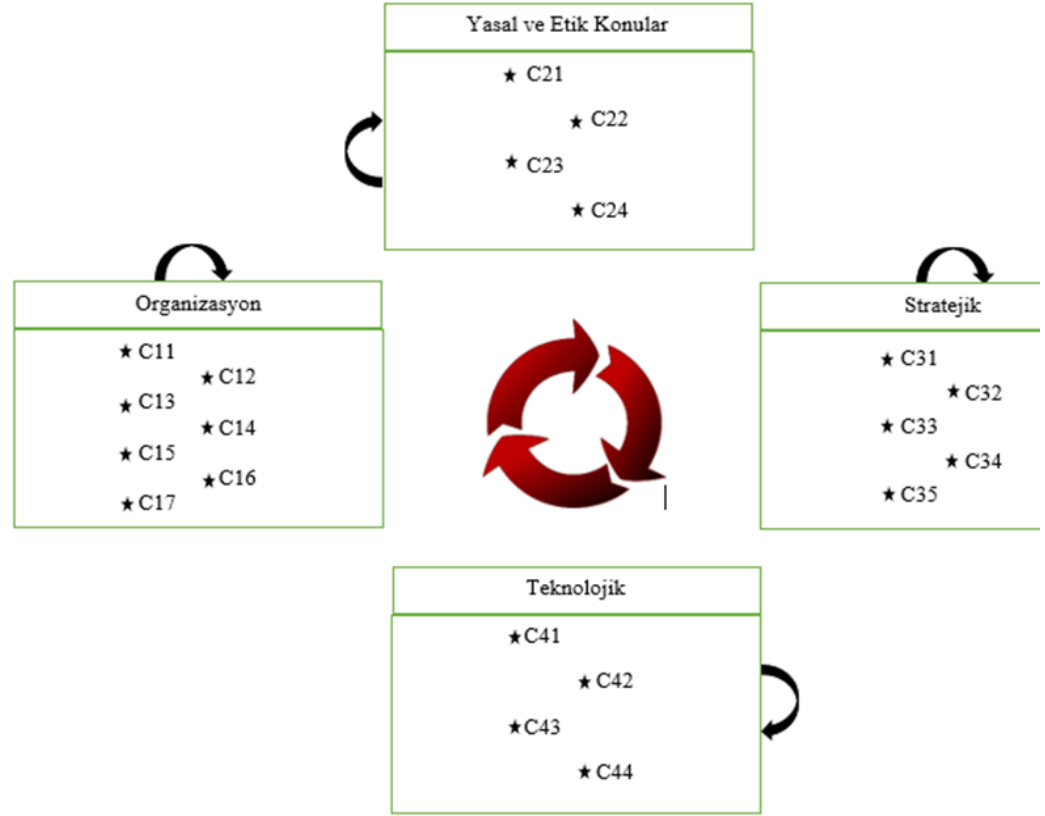 Yasal ve Etik Konular
C21
C22
C23
C24
Organizasyon
C11
C12
C13
C14
C15
C16
C17
Stratejik
C31
C32
C33
C34
C35
Teknolojik
C41
C42
C43
C44